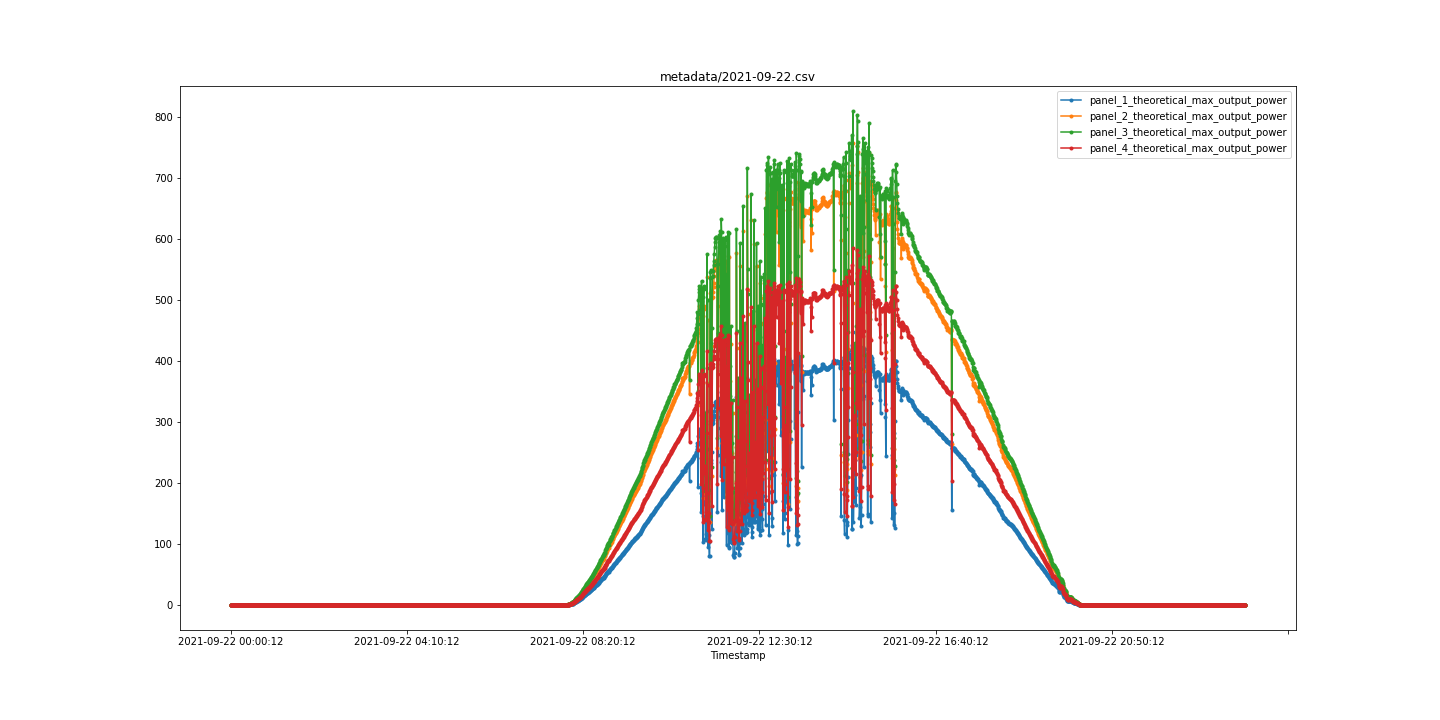 metadata/2021-09-22.csv
panel_1_theoretical_max_output_power
panel_2_theoretical_max_output_power
panel_3_theoretical_max_output_power
panel_4_theoretical_max_output_power
800
700
600
500
400
300
200
100
0
2021-09-22 00:00:12 2021-09-22 04:10:12 2021-09-22 08:20:12 2021-09-22 12:30:12 2021-09-22 16:40:12 2021-09-22 20:50:12
Timestamp